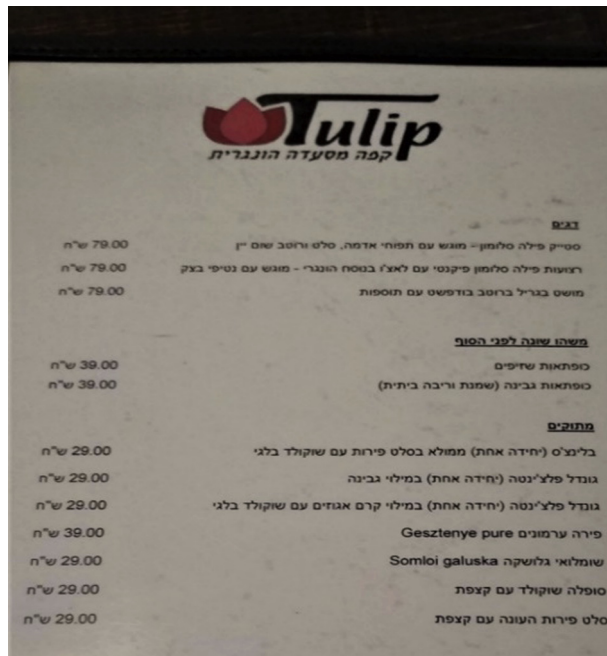 Tulip
קפה מסעדה הונגרית
דגים
סטייק פילה סלומון - מוגש עם תפוחי אדמה, סלט ורוטב שום יין 79.00 ש"ח
רצועות פילה סלומון פיקנטי עם לאצ'ו בנוסח הונגרי - מוגש עם נטיפי בצק 79.00 ש"ח
מושט בגריל ברוטב בודפשט עם תוספות 79.00 ש"ח
משהו שונה לפני הסוף
כופתאות שזיפים 39.00 ש"ח
כופתאות גבינה (שמנת וריבה ביתית) 39.00 ש"ח
מתוקים
בלינצ'ס (יחידה אחת) ממולא בסלט פירות עם שוקולד בלגי 29.00 ש"ח
גונדל פלצ'ינטה (יחידה אחת) במילוי גבינה 29.00 ש"ח
גונדל פלצ'ינטה (יחידה אחת) במילוי קרם אגוזים עם שוקולד בלגי 29.00 ש"ח
פירה ערמונים Gesztenye pure 39.00 ש"ח
שומלואי גלושקה Somloi galuska 29.00 ש"ח
סופלה שוקולד עם קצפת 29.00 ש"ח
סלט פירות העונה עם קצפת 29.00 ש"ח